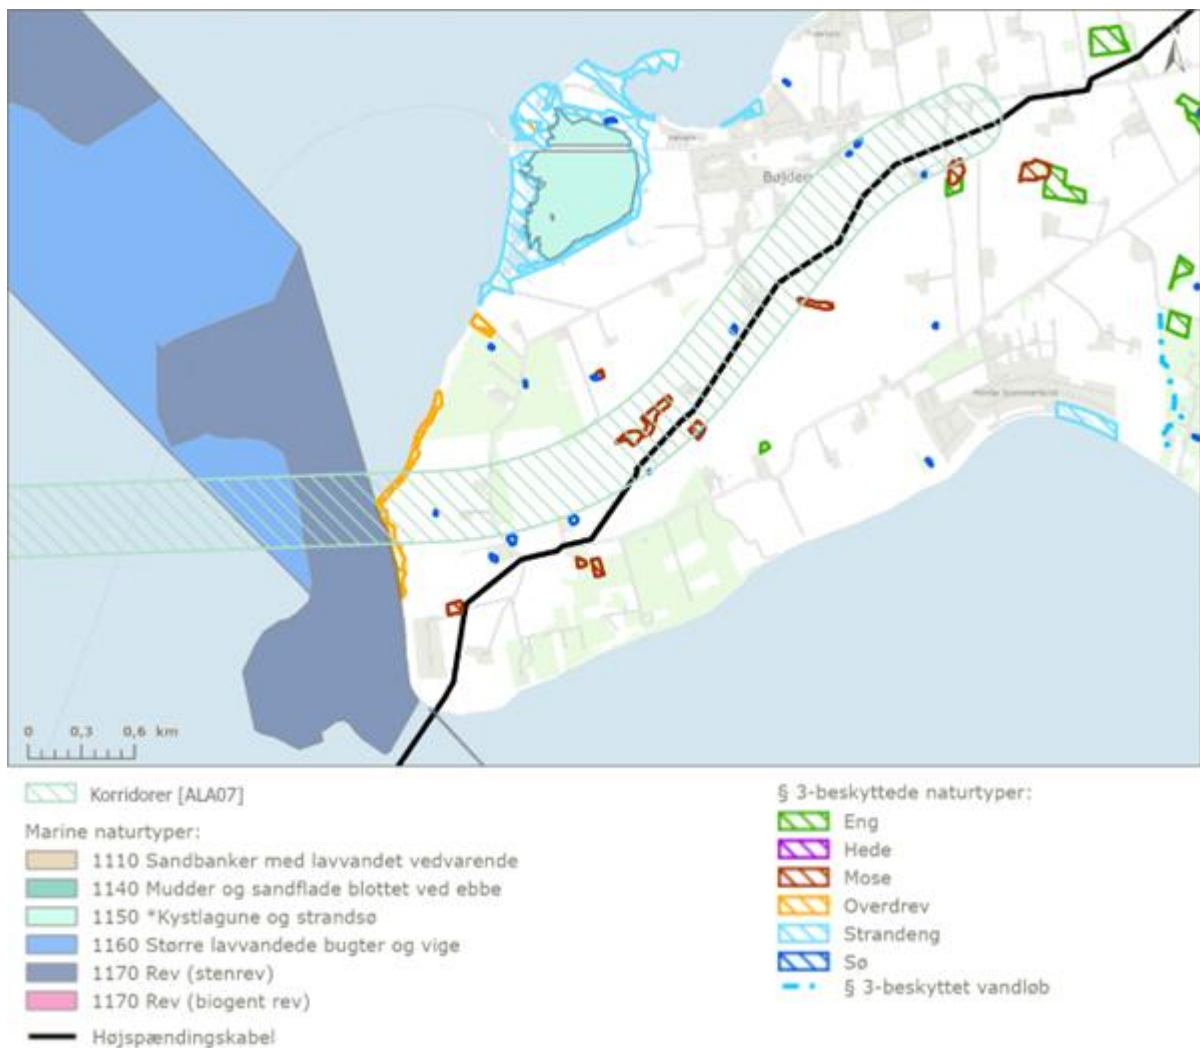 Bøjden
0 0,3 0,6 km
Korridorer [ALA07]
Marine naturtyper:
1110 Sandbanker med lavvandet vedvarende
1140 Mudder og sandflade blottet ved ebbe
1150 *Kystlagune og strandsø
1160 Større lavvandede bugter og vige
1170 Rev (stenrev)
1170 Rev (biogent rev)
Højspændingskabel
§ 3-beskyttede naturtyper:
Eng
Hede
Mose
Overdrev
Strandeng
Sø
§ 3-beskyttet vandløb